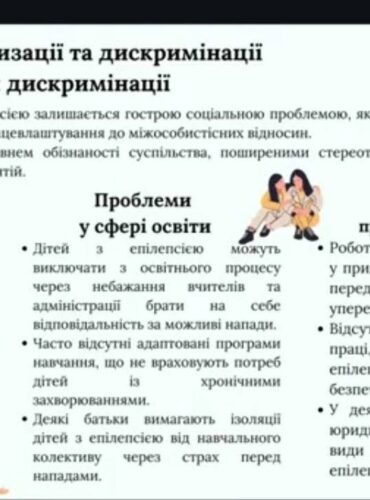 изації та дискримінації
дискримінації
сією залишається гострою соціальною проблемою, як
цевлаштування до міжособистісних відносин.
внем обізнаності суспільства, поширеними стереот
тій.
Проблеми
у сфері освіти
• Дітей з епілепсією можуть
виключати з освітнього процесу
через небажання вчителів та
адміністрації брати на себе
відповідальність за можливі напади.
• Часто відсутні адаптовані програми
навчання, що не враховують потреб
дітей із хронічними
захворюваннями.
• Деякі батьки вимагають ізоляції
дітей з епілепсією від навчального
колективу через страх перед
нападами.
п
• Робот
у при
перед
упере
• Відсу
праці,
епілеп
безпе
• У де
юриди
види
епілеп